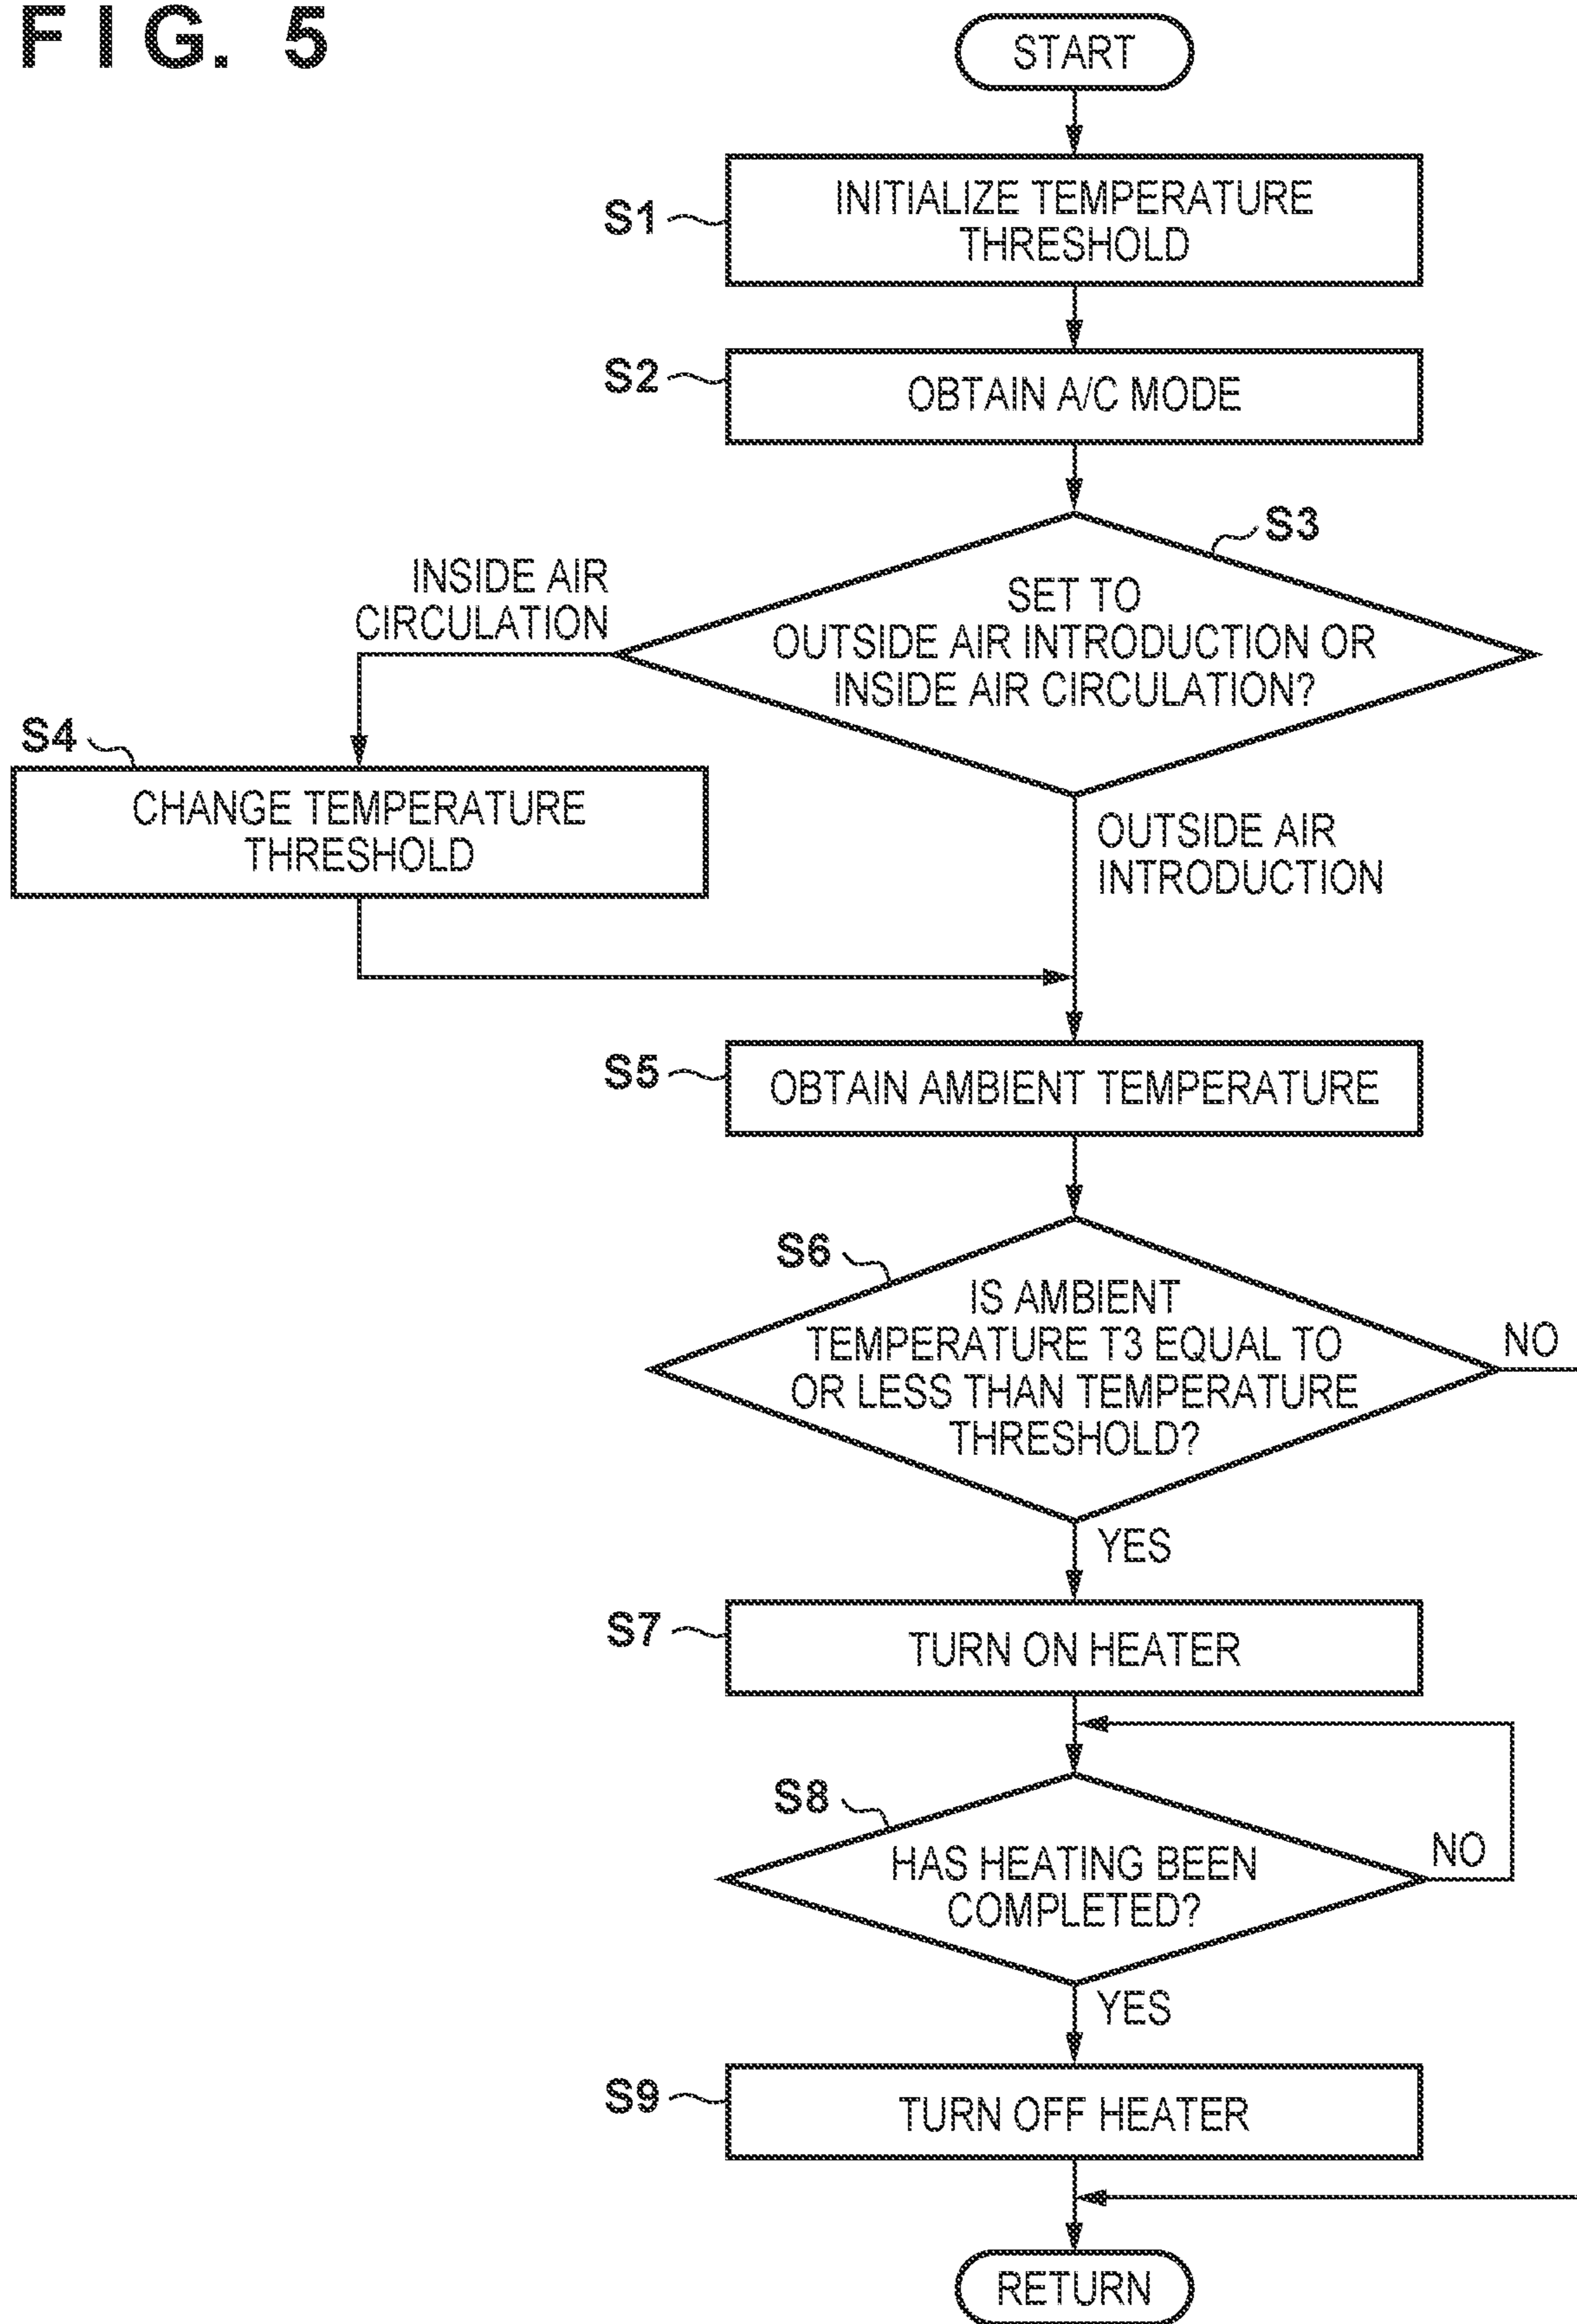 FIG. 5
START
S1
INITIALIZE TEMPERATURE
THRESHOLD
S2
OBTAIN A/C MODE
S3
SET TO
OUTSIDE AIR INTRODUCTION OR
INSIDE AIR CIRCULATION?
INSIDE AIR
CIRCULATION
S4
CHANGE TEMPERATURE
THRESHOLD
OUTSIDE AIR
INTRODUCTION
S5
OBTAIN AMBIENT TEMPERATURE
S6
IS AMBIENT
TEMPERATURE T3 EQUAL TO
OR LESS THAN TEMPERATURE
THRESHOLD?
NO
YES
S7
TURN ON HEATER
S8
HAS HEATING BEEN
COMPLETED?
NO
YES
S9
TURN OFF HEATER
RETURN